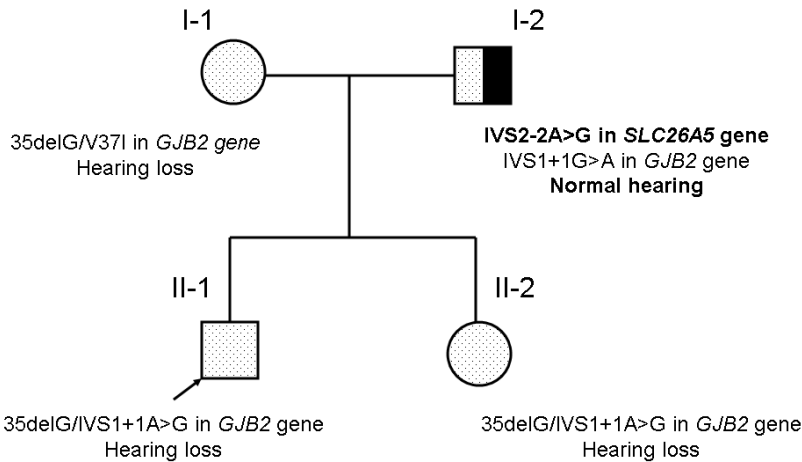 I-1
I-2
35delG/V37I in GJB2 gene
Hearing loss
IVS2-2A>G in SLC26A5 gene
IVS1+1G>A in GJB2 gene
Normal hearing
II-1
II-2
35delG/IVS1+1A>G in GJB2 gene
Hearing loss
35delG/IVS1+1A>G in GJB2 gene
Hearing loss